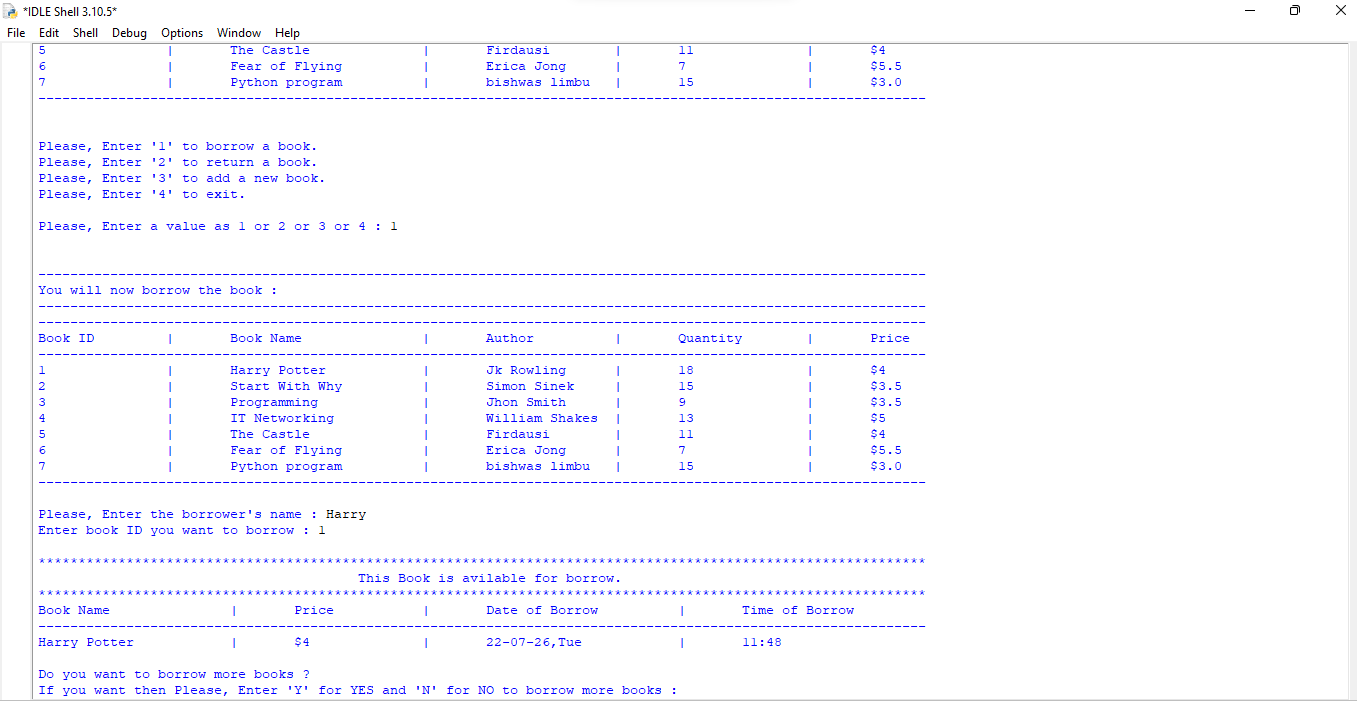 *IDLE Shell 3.10.5*
File Edit Shell Debug Options Window Help
5 | The Castle | Firdausi | 11 | $4
6 | Fear of Flying | Erica Jong | 7 | $5.5
7 | Python program | bishwas limbu | 15 | $3.0
---------------------------------------------------------------------------------------------------------------
Please, Enter '1' to borrow a book.
Please, Enter '2' to return a book.
Please, Enter '3' to add a new book.
Please, Enter '4' to exit.
Please, Enter a value as 1 or 2 or 3 or 4 : 1
---------------------------------------------------------------------------------------------------------------
You will now borrow the book :
---------------------------------------------------------------------------------------------------------------
---------------------------------------------------------------------------------------------------------------
Book ID | Book Name | Author | Quantity | Price
---------------------------------------------------------------------------------------------------------------
1 | Harry Potter | Jk Rowling | 18 | $4
2 | Start With Why | Simon Sinek | 15 | $3.5
3 | Programming | Jhon Smith | 9 | $3.5
4 | IT Networking | William Shakes | 13 | $5
5 | The Castle | Firdausi | 11 | $4
6 | Fear of Flying | Erica Jong | 7 | $5.5
7 | Python program | bishwas limbu | 15 | $3.0
---------------------------------------------------------------------------------------------------------------
Please, Enter the borrower's name : Harry
Enter book ID you want to borrow : 1
***************************************************************************************************************
This Book is avilable for borrow.
***************************************************************************************************************
Book Name | Price | Date of Borrow | Time of Borrow
---------------------------------------------------------------------------------------------------------------
Harry Potter | $4 | 22-07-26,Tue | 11:48
Do you want to borrow more books ?
If you want then Please, Enter 'Y' for YES and 'N' for NO to borrow more books :